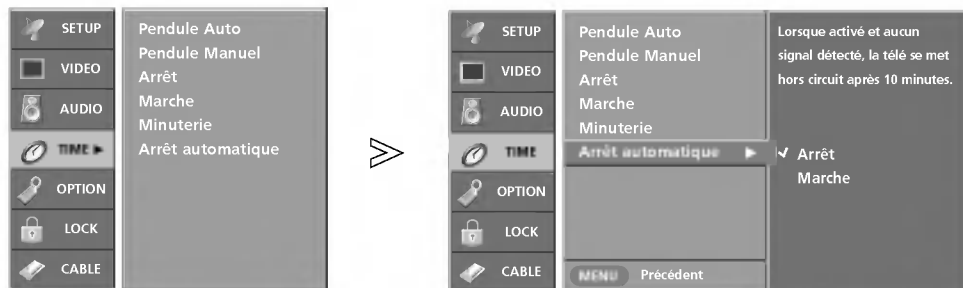 SETUP
VIDEO
AUDIO
TIME ►
OPTION
LOCK
CABLE
Pendule Auto
Pendule Manuel
Arrêt
Marche
Minuterie
Arrêt automatique
>
SETUP
VIDEO
AUDIO
TIME
OPTION
LOCK
CABLE
Pendule Auto
Pendule Manuel
Arrêt
Marche
Minuterie
Arrêt automatique ►
MENU Précédent
Lorsque activé et aucun
signal détecté, la télé se met
hors circuit après 10 minutes.
✓ Arrêt
Marche